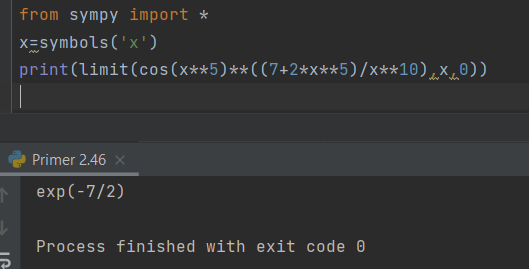 from sympy import *
x=symbols('x')
print(limit(cos(x**5)**((7+2*x**5)/x**10),x,0))
Primer 2.46 ×
exp(-7/2)
Process finished with exit code 0